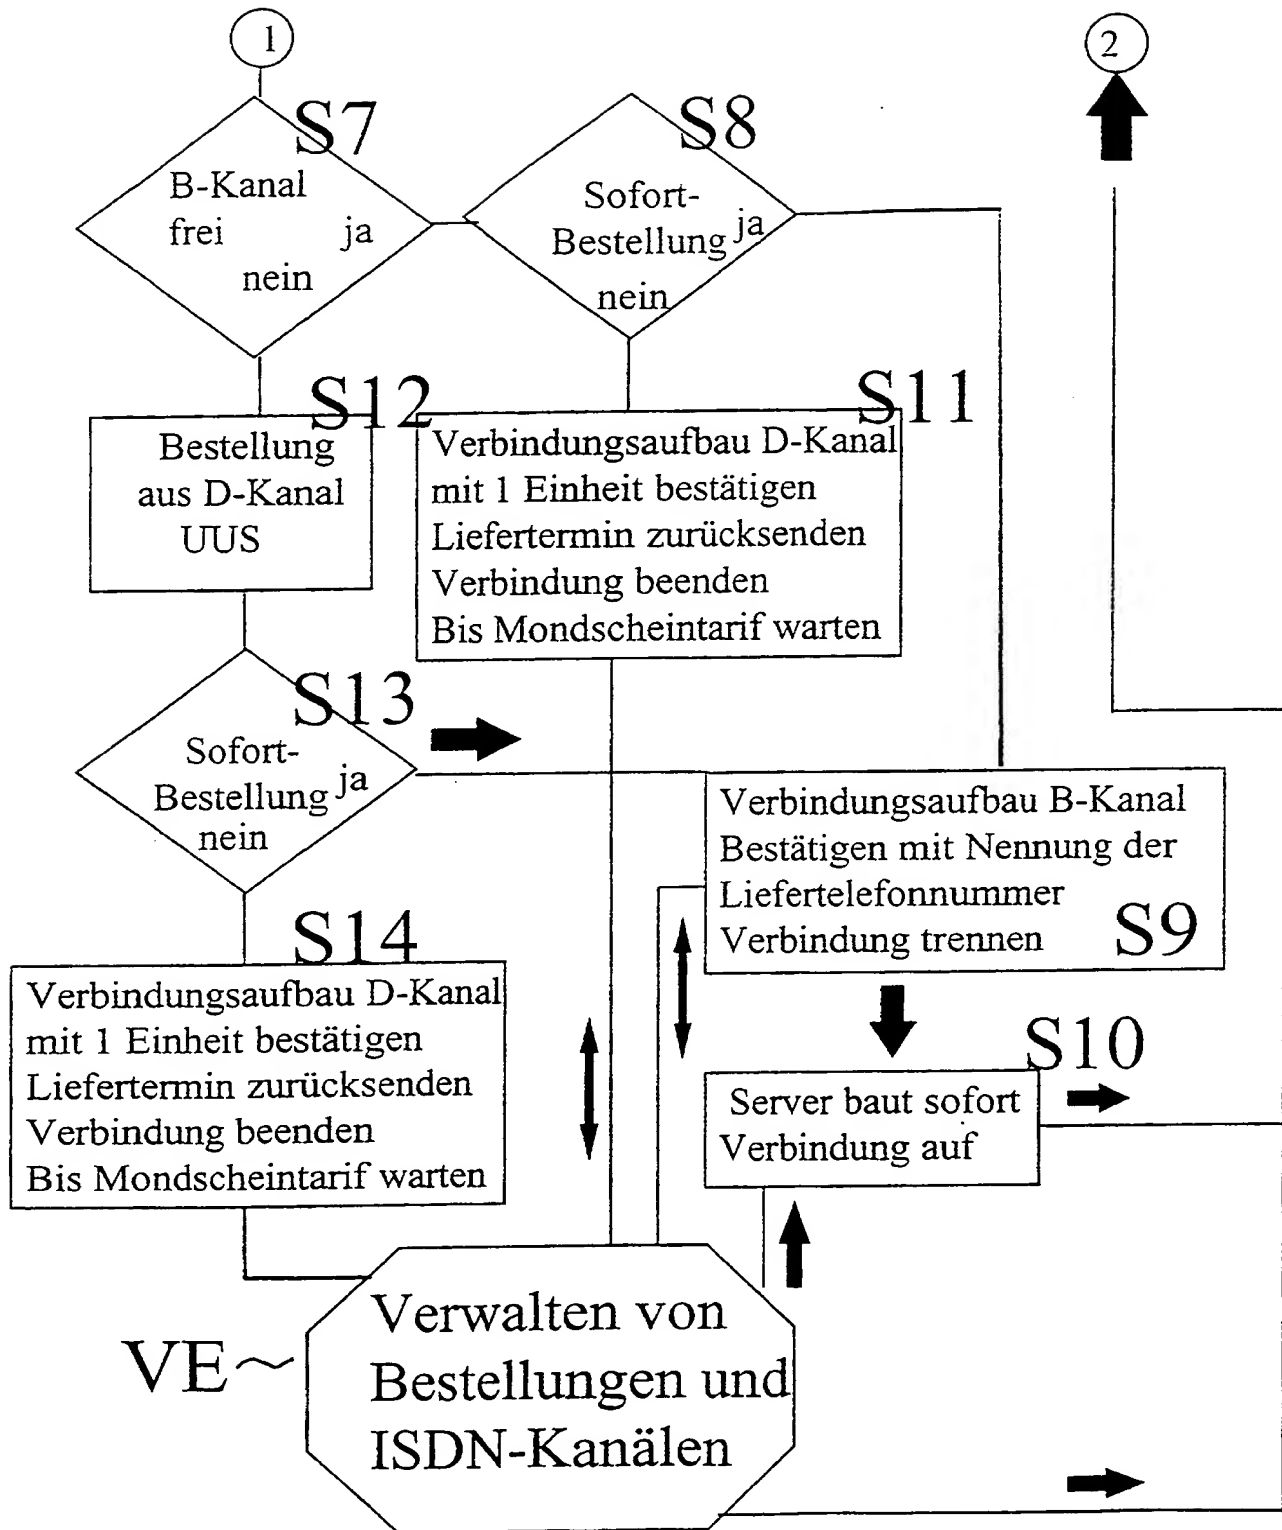 1
2
S7
B-Kanal
frei ja
nein
S8
Sofort-
Bestellung ja
nein
S12
Bestellung
aus D-Kanal
UUS
S11
Verbindungsaufbau D-Kanal
mit 1 Einheit bestätigen
Liefertermin zurücksenden
Verbindung beenden
Bis Mondscheintarif warten
S13
Sofort-
Bestellung ja
nein
Verbindungsaufbau B-Kanal
Bestätigen mit Nennung der
Liefertelefonnummer
Verbindung trennen S9
S14
Verbindungsaufbau D-Kanal
mit 1 Einheit bestätigen
Liefertermin zurücksenden
Verbindung beenden
Bis Mondscheintarif warten
S10
Server baut sofort
Verbindung auf
VE
Verwalten von
Bestellungen und
ISDN-Kanälen